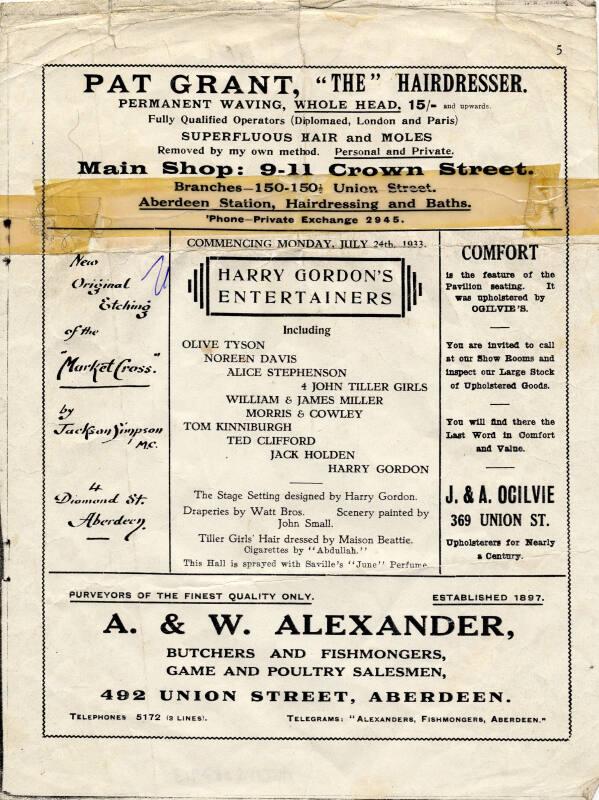 5
PAT GRANT, "THE" HAIRDRESSER.
PERMANENT WAVING, WHOLE HEAD, 15/- and upwards.
Fully Qualified Operators (Diplomaed, London and Paris)
SUPERFLUOUS HAIR and MOLES
Removed by my own method. Personal and Private.
Main Shop: 9-11 Crown Street.
Branches—150-150½ Union Street.
Aberdeen Station, Hairdressing and Baths.
'Phone—Private Exchange 2945.
New
Original
Etching
of the
"Market Cross."
by
Jackson Simpson
M.C.
4
Diamond St.
Aberdeen.
COMMENCING MONDAY, JULY 24th, 1933.
HARRY GORDON'S
ENTERTAINERS
Including
OLIVE TYSON
NOREEN DAVIS
ALICE STEPHENSON
4 JOHN TILLER GIRLS
WILLIAM & JAMES MILLER
MORRIS & COWLEY
TOM KINNIBURGH
TED CLIFFORD
JACK HOLDEN
HARRY GORDON
The Stage Setting designed by Harry Gordon.
Draperies by Watt Bros. Scenery painted by
John Small.
Tiller Girls' Hair dressed by Maison Beattie.
Cigarettes by "Abdullah."
This Hall is sprayed with Saville's "June" Perfume.
COMFORT
is the feature of the
Pavilion seating. It
was upholstered by
OGILVIE'S.
You are invited to call
at our Show Rooms and
inspect our Large Stock
of Upholstered Goods.
You will find there the
Last Word in Comfort
and Value.
J. & A. OGILVIE
369 UNION ST.
Upholsterers for Nearly
a Century.
PURVEYORS OF THE FINEST QUALITY ONLY. ESTABLISHED 1897.
A. & W. ALEXANDER,
BUTCHERS AND FISHMONGERS,
GAME AND POULTRY SALESMEN,
492 UNION STREET, ABERDEEN.
TELEPHONES 5172 (3 LINES). TELEGRAMS: "ALEXANDERS, FISHMONGERS, ABERDEEN."